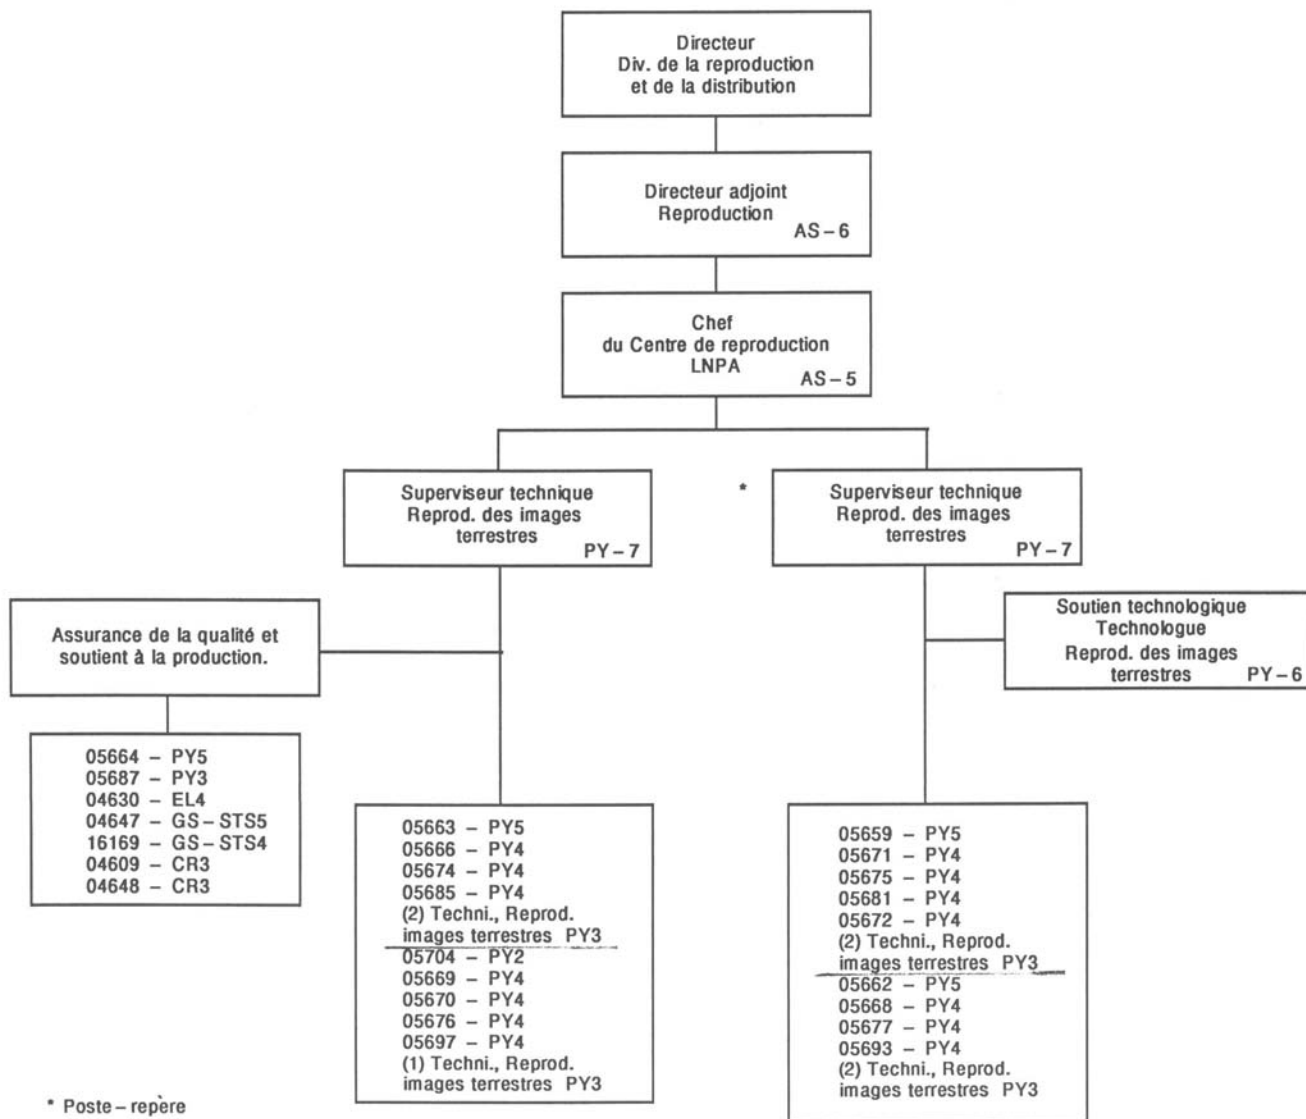 Directeur
Div. de la reproduction
et de la distribution
Directeur adjoint
Reproduction
AS – 6
Chef
du Centre de reproduction
LNPA
AS – 5
Superviseur technique
Reprod. des images
terrestres
PY – 7
*
Superviseur technique
Reprod. des images
terrestres
PY – 7
Assurance de la qualité et
soutient à la production.
Soutien technologique
Technologue
Reprod. des images
terrestres PY – 6
05664 – PY5
05687 – PY3
04630 – EL4
04647 – GS – STS5
16169 – GS – STS4
04609 – CR3
04648 – CR3
05663 – PY5
05666 – PY4
05674 – PY4
05685 – PY4
(2) Techni., Reprod.
images terrestres PY3
05704 – PY2
05669 – PY4
05670 – PY4
05676 – PY4
05697 – PY4
(1) Techni., Reprod.
images terrestres PY3
05659 – PY5
05671 – PY4
05675 – PY4
05681 – PY4
05672 – PY4
(2) Techni., Reprod.
images terrestres PY3
05662 – PY5
05668 – PY4
05677 – PY4
05693 – PY4
(2) Techni., Reprod.
images terrestres PY3
* Poste – repère